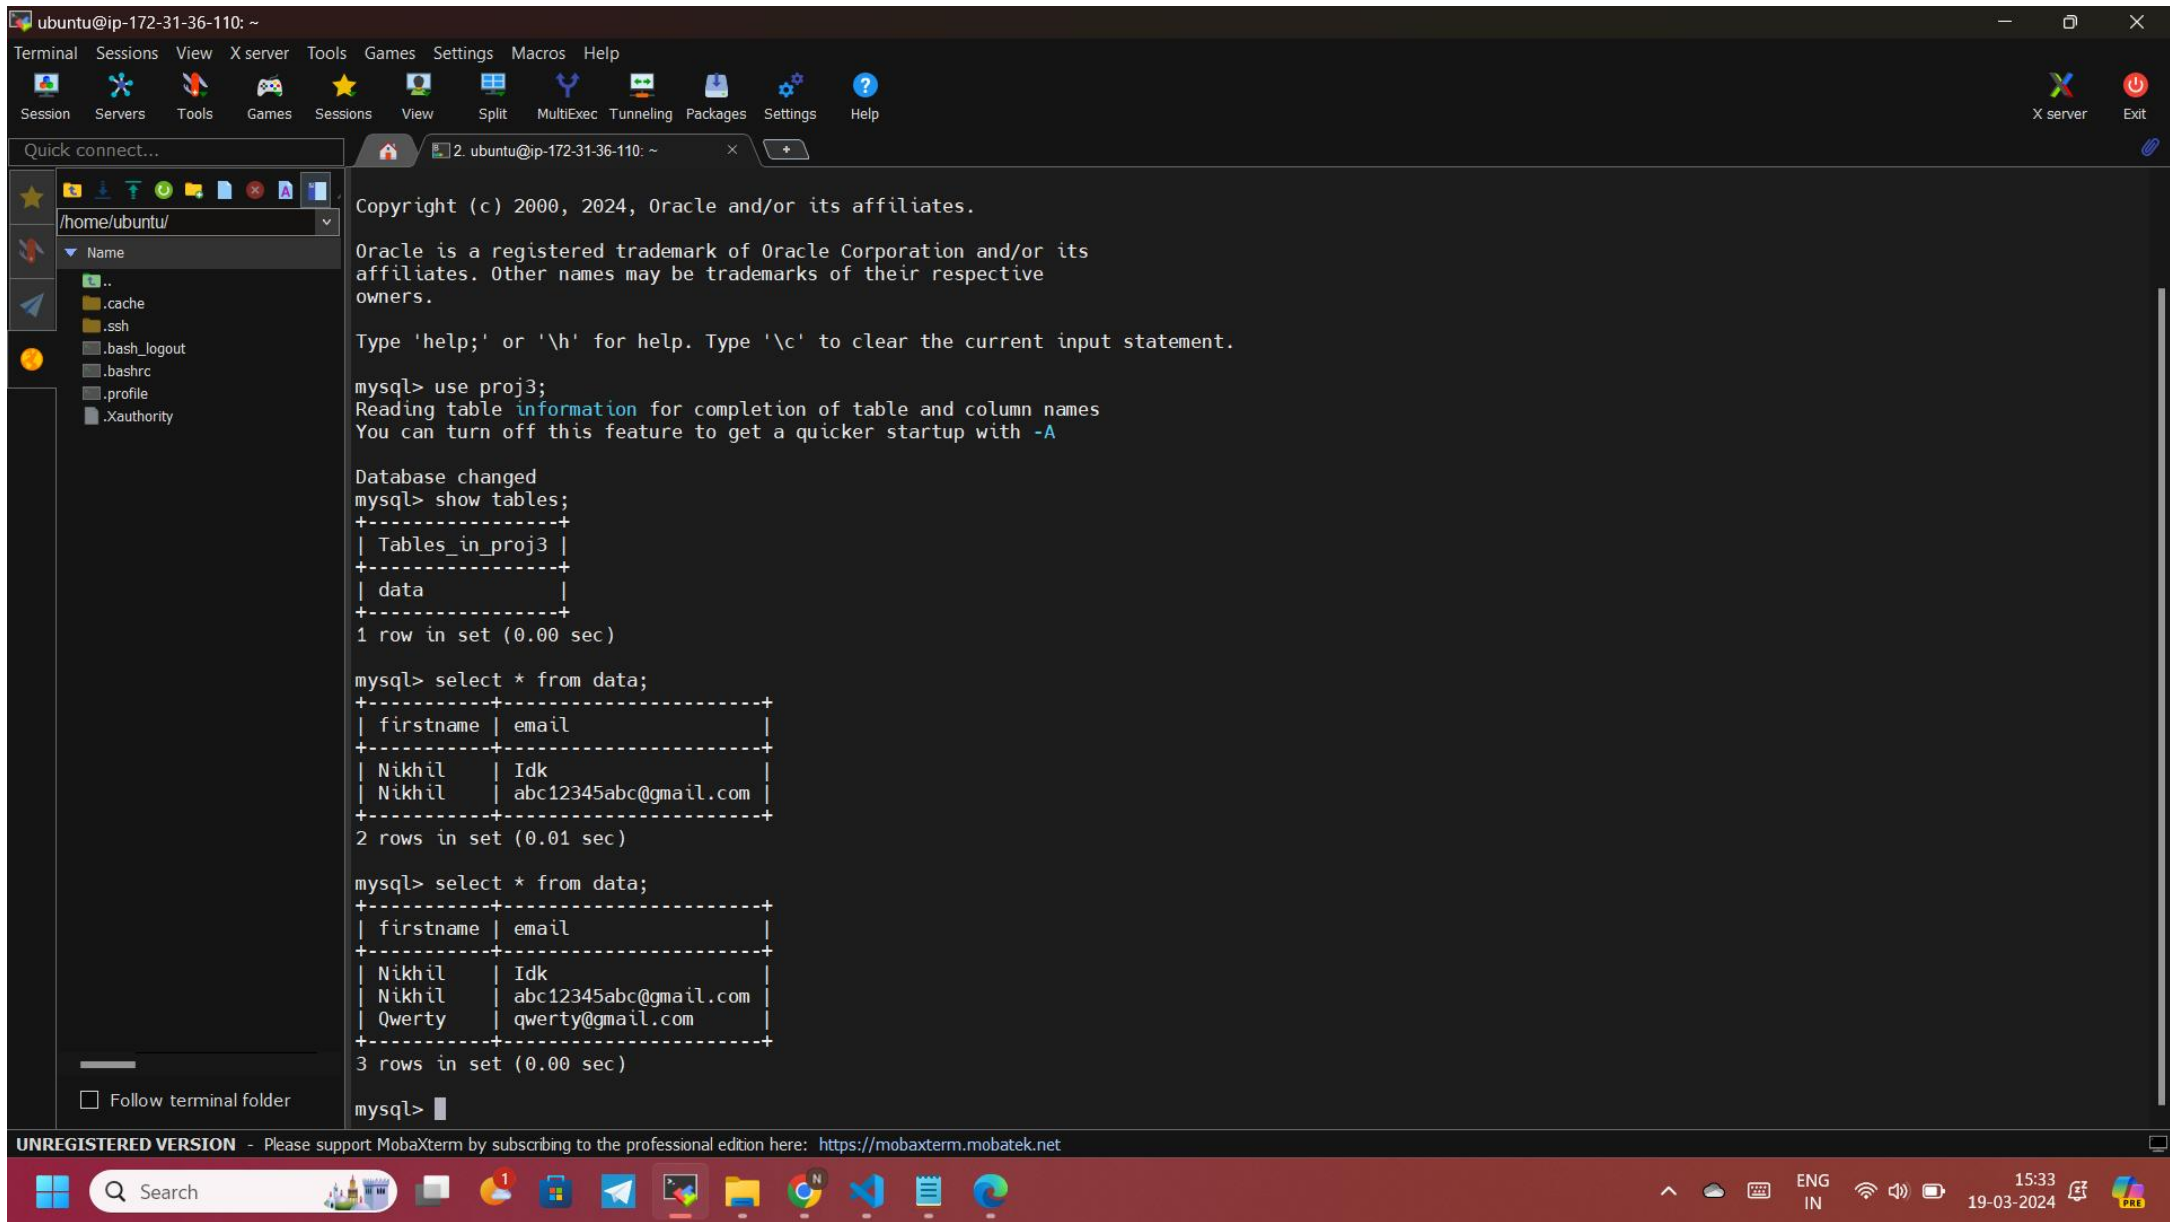 ubuntu@ip-172-31-36-110: ~
Terminal Sessions View X server Tools Games Settings Macros Help
Session Servers Tools Games Sessions View Split MultiExec Tunneling Packages Settings Help X server Exit
Quick connect...
2. ubuntu@ip-172-31-36-110: ~
/home/ubuntu/
Name
..
.cache
.ssh
.bash_logout
.bashrc
.profile
.Xauthority
Follow terminal folder
Copyright (c) 2000, 2024, Oracle and/or its affiliates.
Oracle is a registered trademark of Oracle Corporation and/or its
affiliates. Other names may be trademarks of their respective
owners.
Type 'help;' or '\h' for help. Type '\c' to clear the current input statement.
mysql> use proj3;
Reading table information for completion of table and column names
You can turn off this feature to get a quicker startup with -A
Database changed
mysql> show tables;
+-----------------+
| Tables_in_proj3 |
+-----------------+
| data            |
+-----------------+
1 row in set (0.00 sec)
mysql> select * from data;
+-----------+-----------------------+
| firstname | email                 |
+-----------+-----------------------+
| Nikhil    | Idk                   |
| Nikhil    | abc12345abc@gmail.com |
+-----------+-----------------------+
2 rows in set (0.01 sec)
mysql> select * from data;
+-----------+-----------------------+
| firstname | email                 |
+-----------+-----------------------+
| Nikhil    | Idk                   |
| Nikhil    | abc12345abc@gmail.com |
| Qwerty    | qwerty@gmail.com      |
+-----------+-----------------------+
3 rows in set (0.00 sec)
mysql>
UNREGISTERED VERSION - Please support MobaXterm by subscribing to the professional edition here: https://mobaxterm.mobatek.net
Search
1
N
ENG
IN
15:33
19-03-2024
PRE